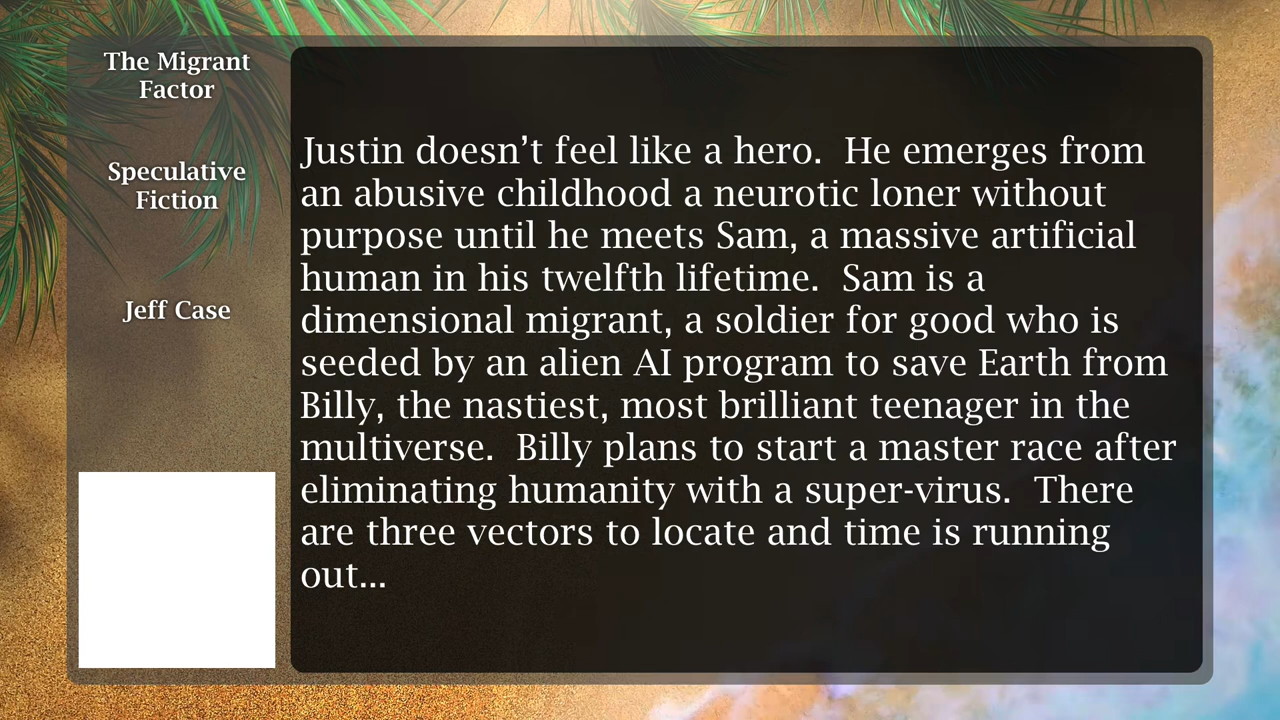 The Migrant
Factor
Speculative
Fiction
Jeff Case
Justin doesn’t feel like a hero.  He emerges from
an abusive childhood a neurotic loner without
purpose until he meets Sam, a massive artificial
human in his twelfth lifetime.  Sam is a
dimensional migrant, a soldier for good who is
seeded by an alien AI program to save Earth from
Billy, the nastiest, most brilliant teenager in the
multiverse.  Billy plans to start a master race after
eliminating humanity with a super-virus.  There
are three vectors to locate and time is running
out...